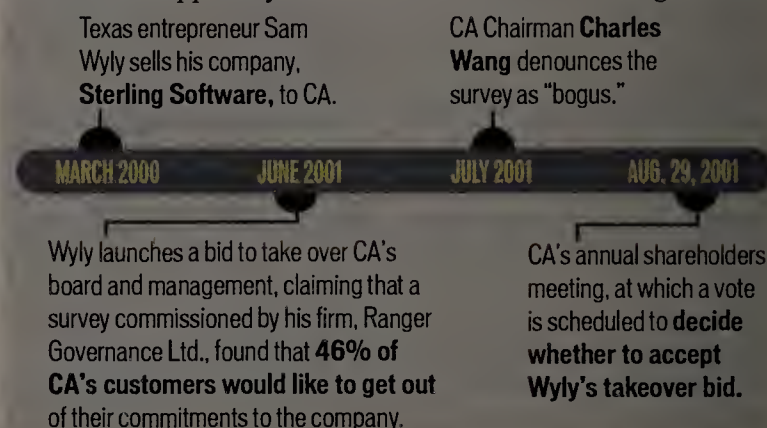 Texas entrepreneur Sam
Wyly sells his company,
Sterling Software, to CA.
CA Chairman Charles
Wang denounces the
survey as “bogus.”
MARCH 2000
JUNE 2001
JULY 2001
AUG. 29, 2001
Wyly launches a bid to take over CA’s
board and management, claiming that a
survey commissioned by his firm, Ranger
Governance Ltd., found that 46% of
CA’s customers would like to get out
of their commitments to the company.
CA’s annual shareholders
meeting, at which a vote
is scheduled to decide
whether to accept
Wyly’s takeover bid.